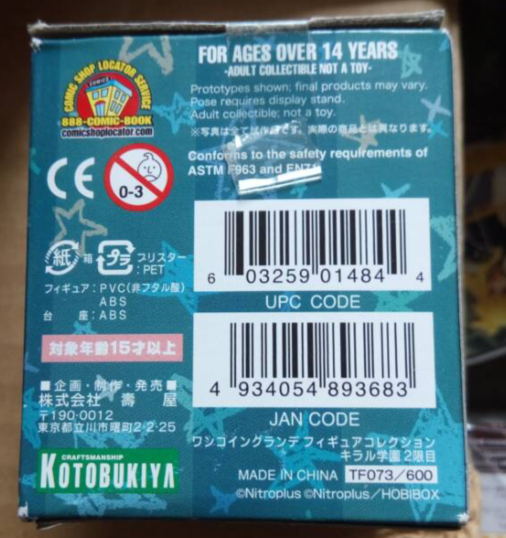 COMIC SHOP LOCATOR SERVICE
COMICS
888-COMIC-BOOK
comicshoplocator.com
FOR AGES OVER 14 YEARS
-ADULT COLLECTIBLE NOT A TOY-
Prototypes shown; final products may vary.
Pose requires display stand.
Adult collectible; not a toy.
※写真は全て試作品です。実際の商品とは異なります。
Conforms to the safety requirements of
ASTM F963 and
CE
0-3
紙 箱 プラ ブリスター
:PET
フィギュア:PVC(非フタル酸)
ABS
台 座:ABS
対象年齢15才以上
■企画・制作・発売■
株式会社 壽 屋
〒190-0012
東京都立川市曙町2-2-25
CRAFTSMANSHIP
KOTOBUKIYA
6 03259 01484 4
UPC CODE
4 934054 893683
JAN CODE
ワンコイングランデ フィギュアコレクション
キラル学園 2限目
MADE IN CHINA TF073/600
©Nitroplus ©Nitroplus/HOBIBOX